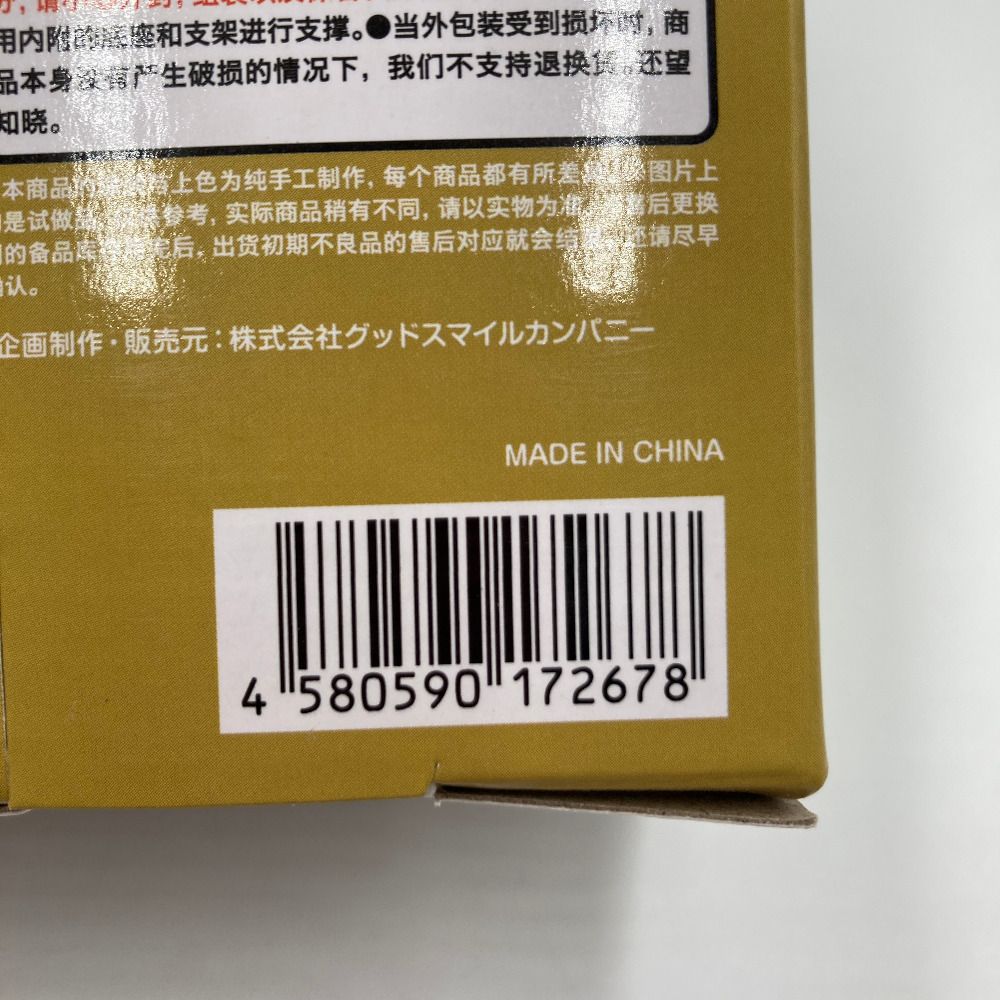 用内附的底座和支架进行支撑。●当外包装受到损坏时，商
品本身没有产生破损的情况下，我们不支持退换货。还望
知晓。
本商品的 上色为纯手工制作，每个商品都有所差 图片上
是试做品， 参考，实际商品稍有不同，请以实物为准 售后更换
的备品库 完后，出货初期不良品的售后对应就会结 还请尽早
认。
企画制作・販売元：株式会社グッドスマイルカンパニー
MADE IN CHINA
4 580590 172678